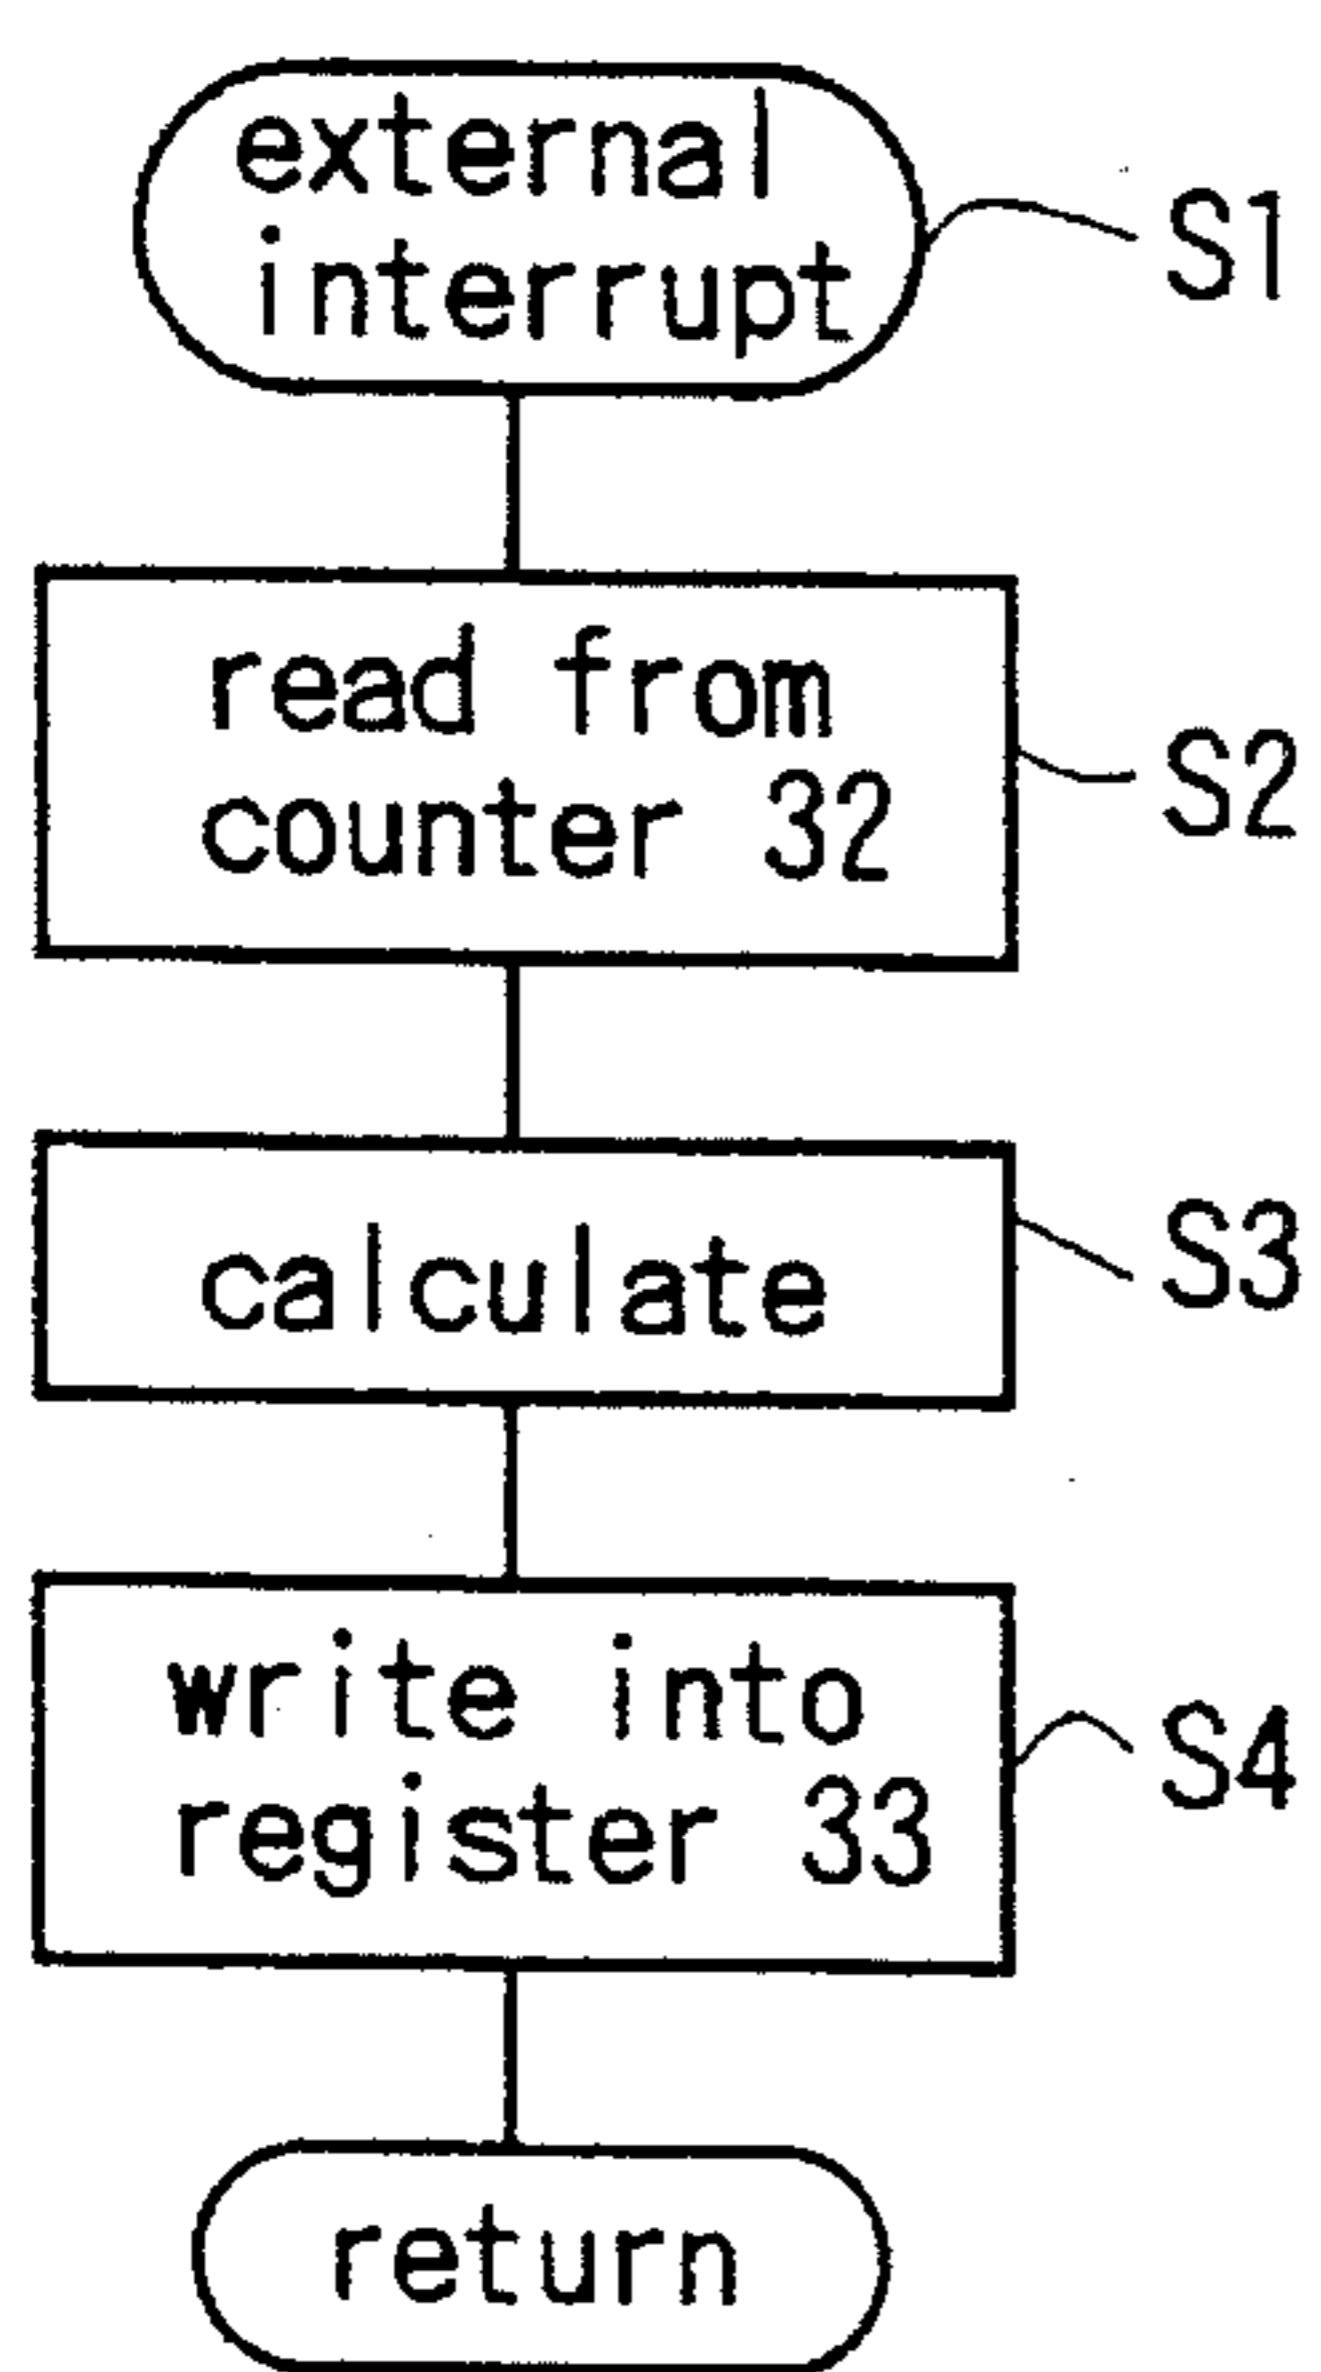 external
interrupt
S1
read from
counter 32
S2
calculate
S3
write into
register 33
S4
return